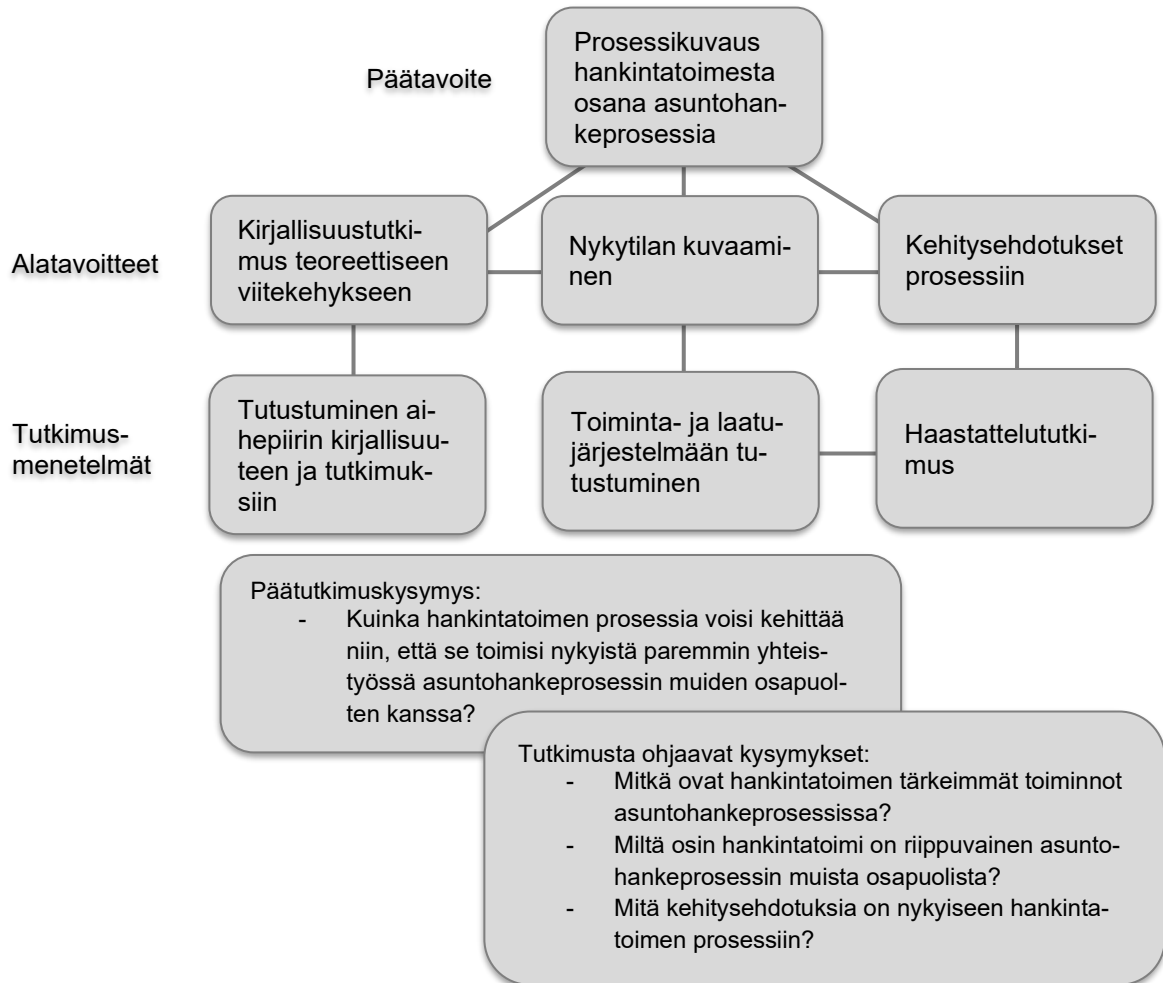 Päätavoite
Prosessikuvaus
hankintatoimesta
osana asuntohan-
keprosessia
Alatavoitteet
Kirjallisuustutki-
mus teoreettiseen
viitekehykseen
Nykytilan kuvaami-
nen
Kehitysehdotukset
prosessiin
Tutkimus-
menetelmät
Tutustuminen ai-
hepiirin kirjallisuu-
teen ja tutkimuk-
siin
Toiminta- ja laatu-
järjestelmään tu-
tustuminen
Haastattelututki-
mus
Päätutkimuskysymys:
- Kuinka hankintatoimen prosessia voisi kehittää
niin, että se toimisi nykyistä paremmin yhteis-
työssä asuntohankeprosessin muiden osapuol-
ten kanssa?
Tutkimusta ohjaavat kysymykset:
- Mitkä ovat hankintatoimen tärkeimmät toiminnot
asuntohankeprosessissa?
- Miltä osin hankintatoimi on riippuvainen asunto-
hankeprosessin muista osapuolista?
- Mitä kehitysehdotuksia on nykyiseen hankinta-
toimen prosessiin?